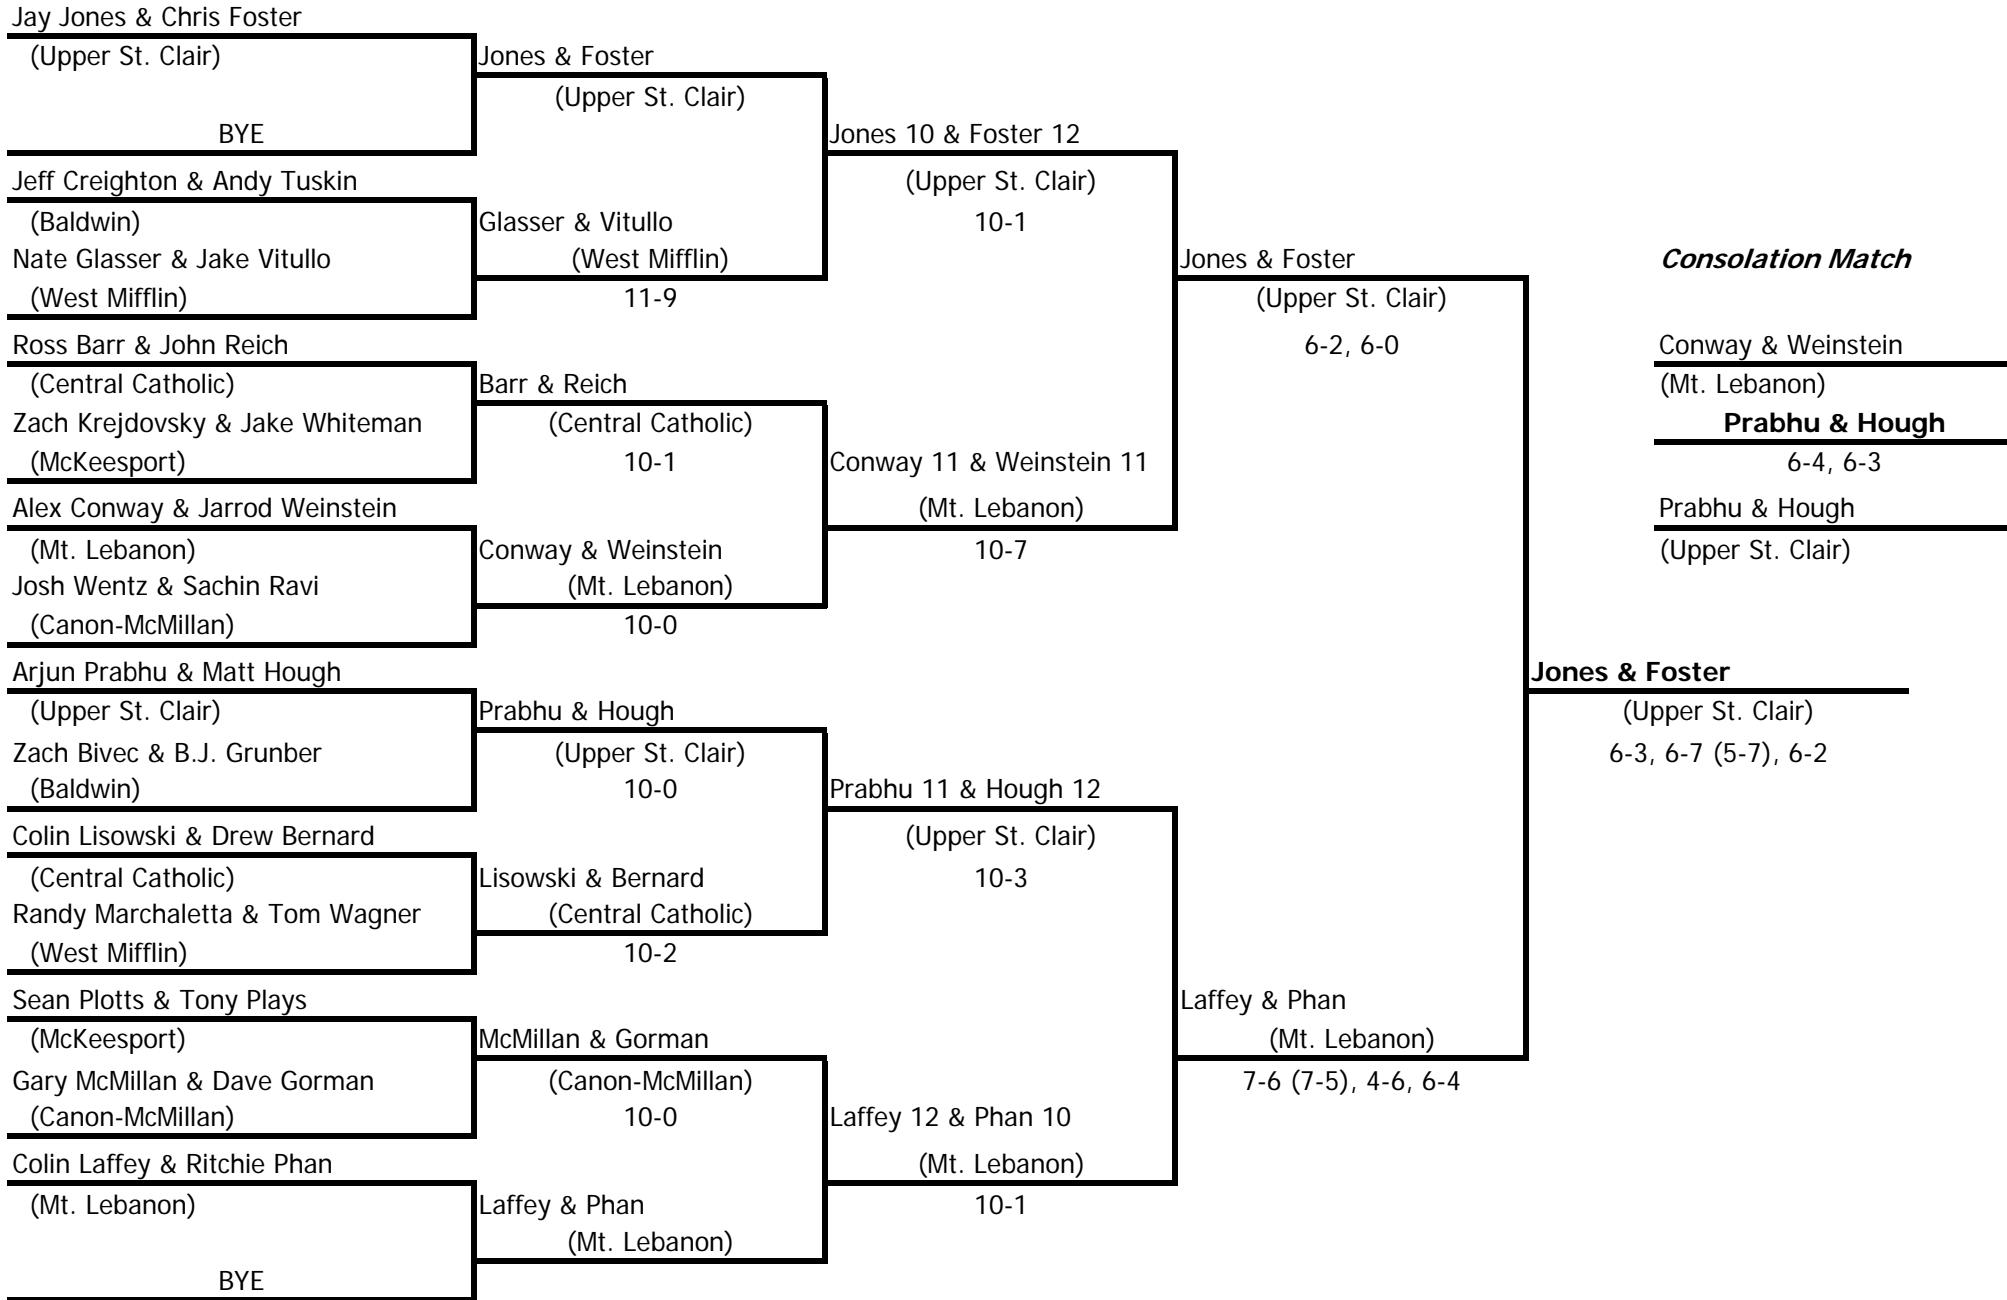 Jay Jones & Chris Foster
(Upper St. Clair)
BYE
Jeff Creighton & Andy Tuskin
(Baldwin)
Nate Glasser & Jake Vitullo
(West Mifflin)
Ross Barr & John Reich
(Central Catholic)
Zach Krejdovsky & Jake Whiteman
(McKeesport)
Alex Conway & Jarrod Weinstein
(Mt. Lebanon)
Josh Wentz & Sachin Ravi
(Canon-McMillan)
Arjun Prabhu & Matt Hough
(Upper St. Clair)
Zach Bivec & B.J. Grunber
(Baldwin)
Colin Lisowski & Drew Bernard
(Central Catholic)
Randy Marchaletta & Tom Wagner
(West Mifflin)
Sean Plotts & Tony Plays
(McKeesport)
Gary McMillan & Dave Gorman
(Canon-McMillan)
Colin Laffey & Ritchie Phan
(Mt. Lebanon)
BYE
Jones & Foster
(Upper St. Clair)
Glasser & Vitullo
(West Mifflin)
11-9
Barr & Reich
(Central Catholic)
10-1
Conway & Weinstein
(Mt. Lebanon)
10-0
Prabhu & Hough
(Upper St. Clair)
10-0
Lisowski & Bernard
(Central Catholic)
10-2
McMillan & Gorman
(Canon-McMillan)
10-0
Laffey & Phan
(Mt. Lebanon)
Jones 10 & Foster 12
(Upper St. Clair)
10-1
Conway 11 & Weinstein 11
(Mt. Lebanon)
10-7
Prabhu 11 & Hough 12
(Upper St. Clair)
10-3
Laffey 12 & Phan 10
(Mt. Lebanon)
10-1
Jones & Foster
(Upper St. Clair)
6-2, 6-0
Laffey & Phan
(Mt. Lebanon)
7-6 (7-5), 4-6, 6-4
Jones & Foster
(Upper St. Clair)
6-3, 6-7 (5-7), 6-2
Consolation Match
Conway & Weinstein
(Mt. Lebanon)
Prabhu & Hough
6-4, 6-3
Prabhu & Hough
(Upper St. Clair)